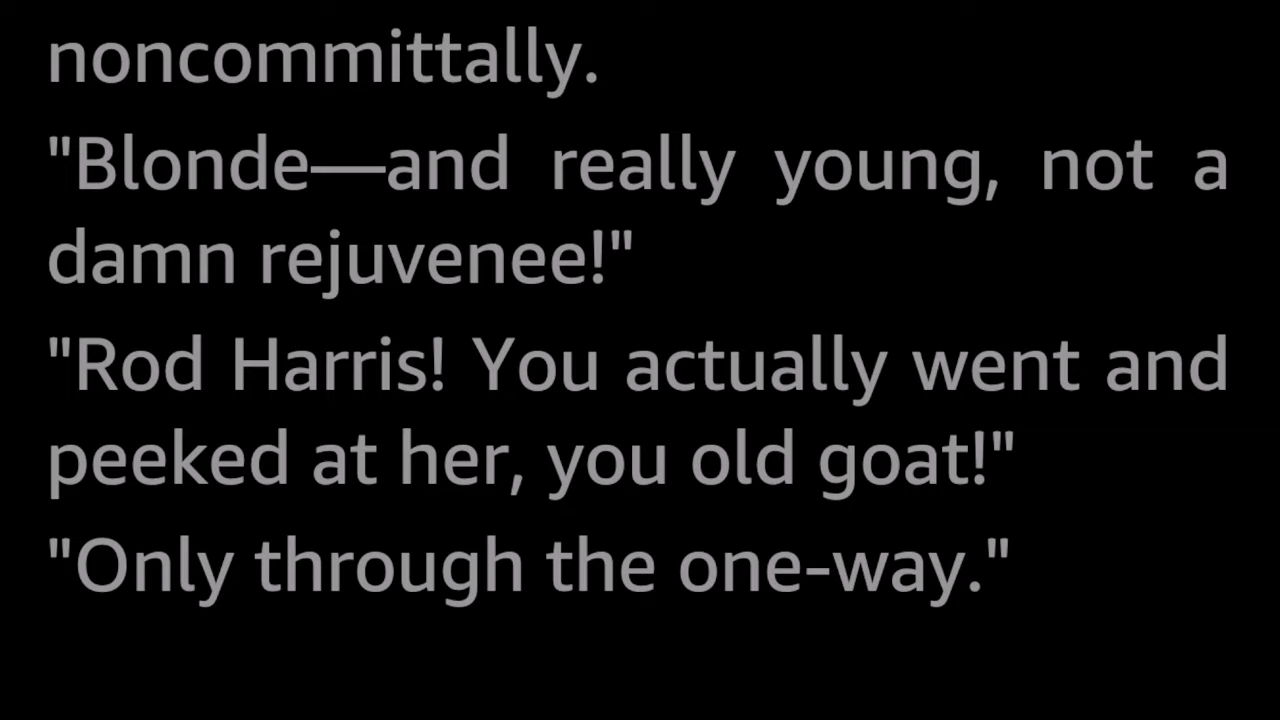 noncommittally.
"Blonde—and really young, not a
damn rejuvenee!"
"Rod Harris! You actually went and
peeked at her, you old goat!"
"Only through the one-way."